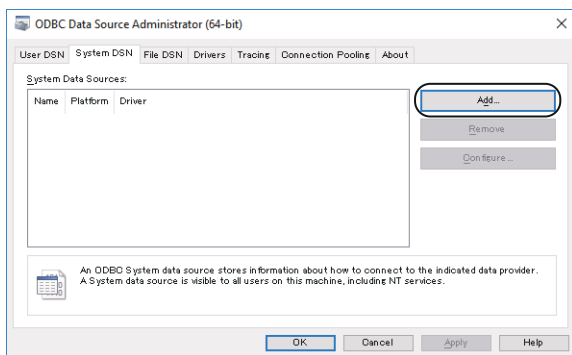 ODBC Data Source Administrator (64-bit)
User DSN System DSN File DSN Drivers Tracing Connection Pooling About
System Data Sources:
Name Platform Driver
Add...
Remove
Configure...
An ODBC System data source stores information about how to connect to the indicated data provider.
A System data source is visible to all users on this machine, including NT services.
OK Cancel Apply Help